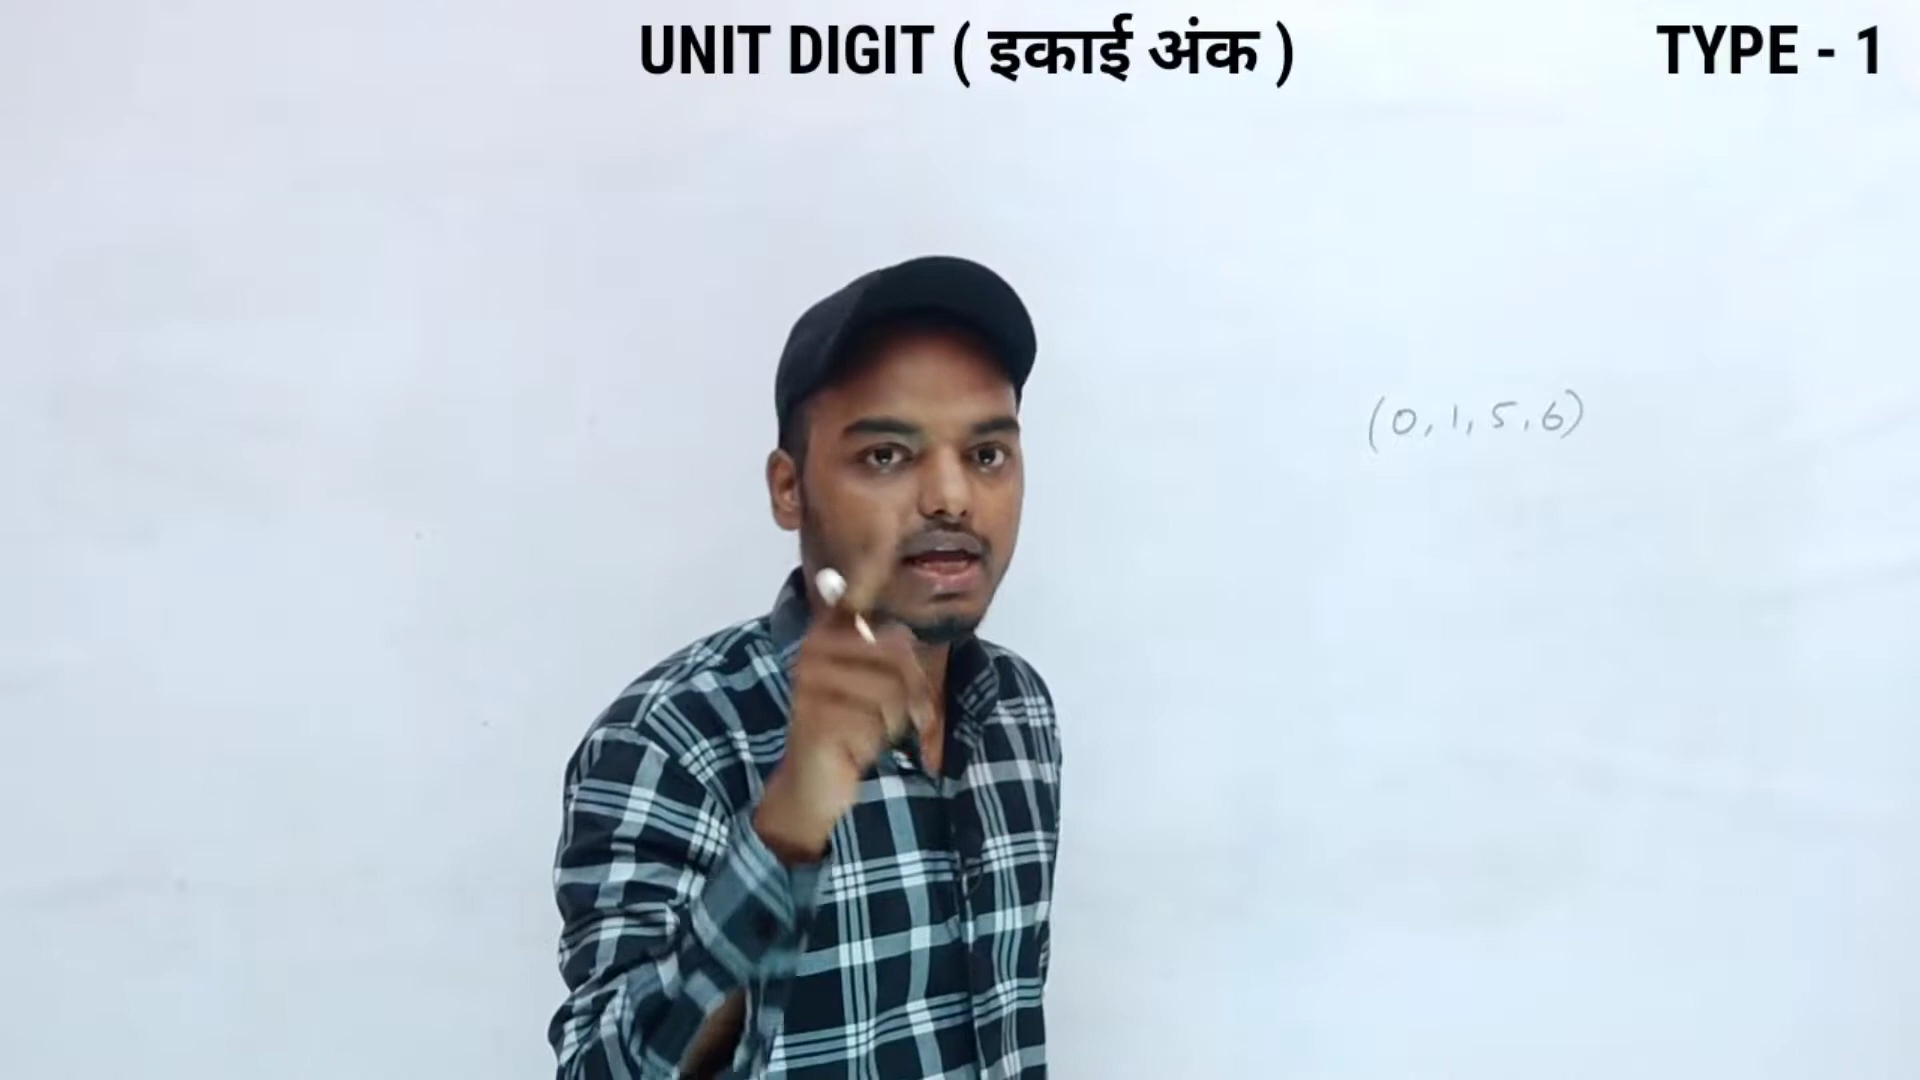 UNIT DIGIT ( इकाई अंक )
TYPE - 1
(0, 1, 5, 6)